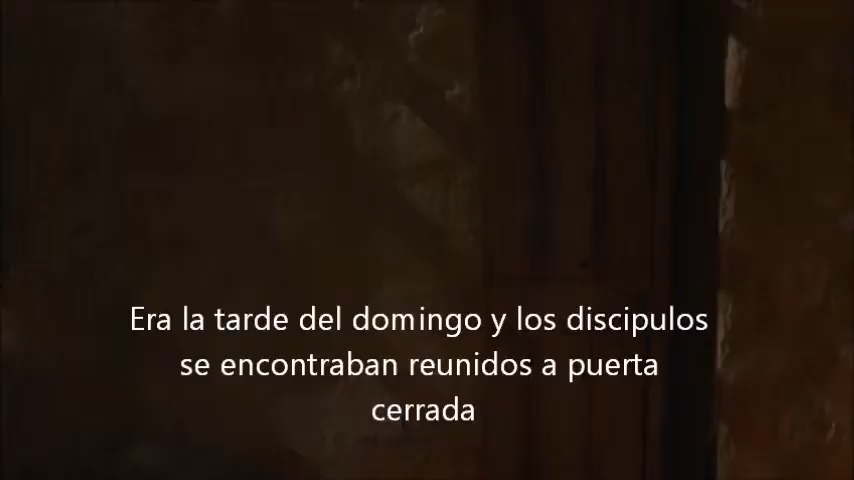 Era la tarde del domingo y los discipulos
se encontraban reunidos a puerta
cerrada